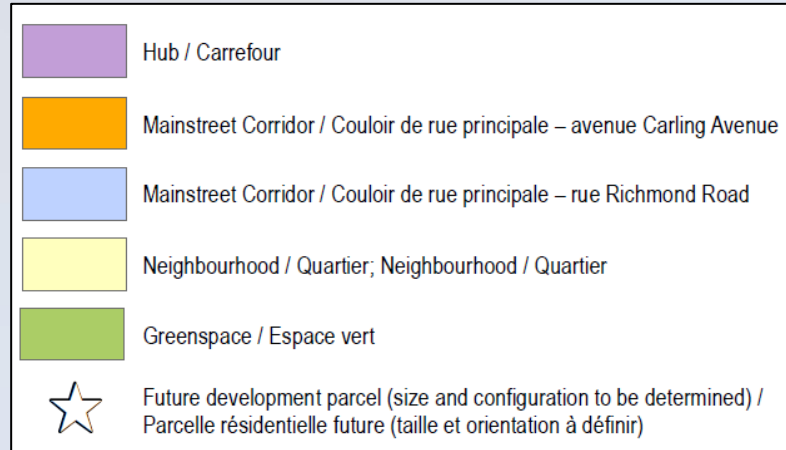 Hub / Carrefour
Mainstreet Corridor / Couloir de rue principale – avenue Carling Avenue
Mainstreet Corridor / Couloir de rue principale – rue Richmond Road
Neighbourhood / Quartier; Neighbourhood / Quartier
Greenspace / Espace vert
Future development parcel (size and configuration to be determined) /
Parcelle résidentielle future (taille et orientation à définir)